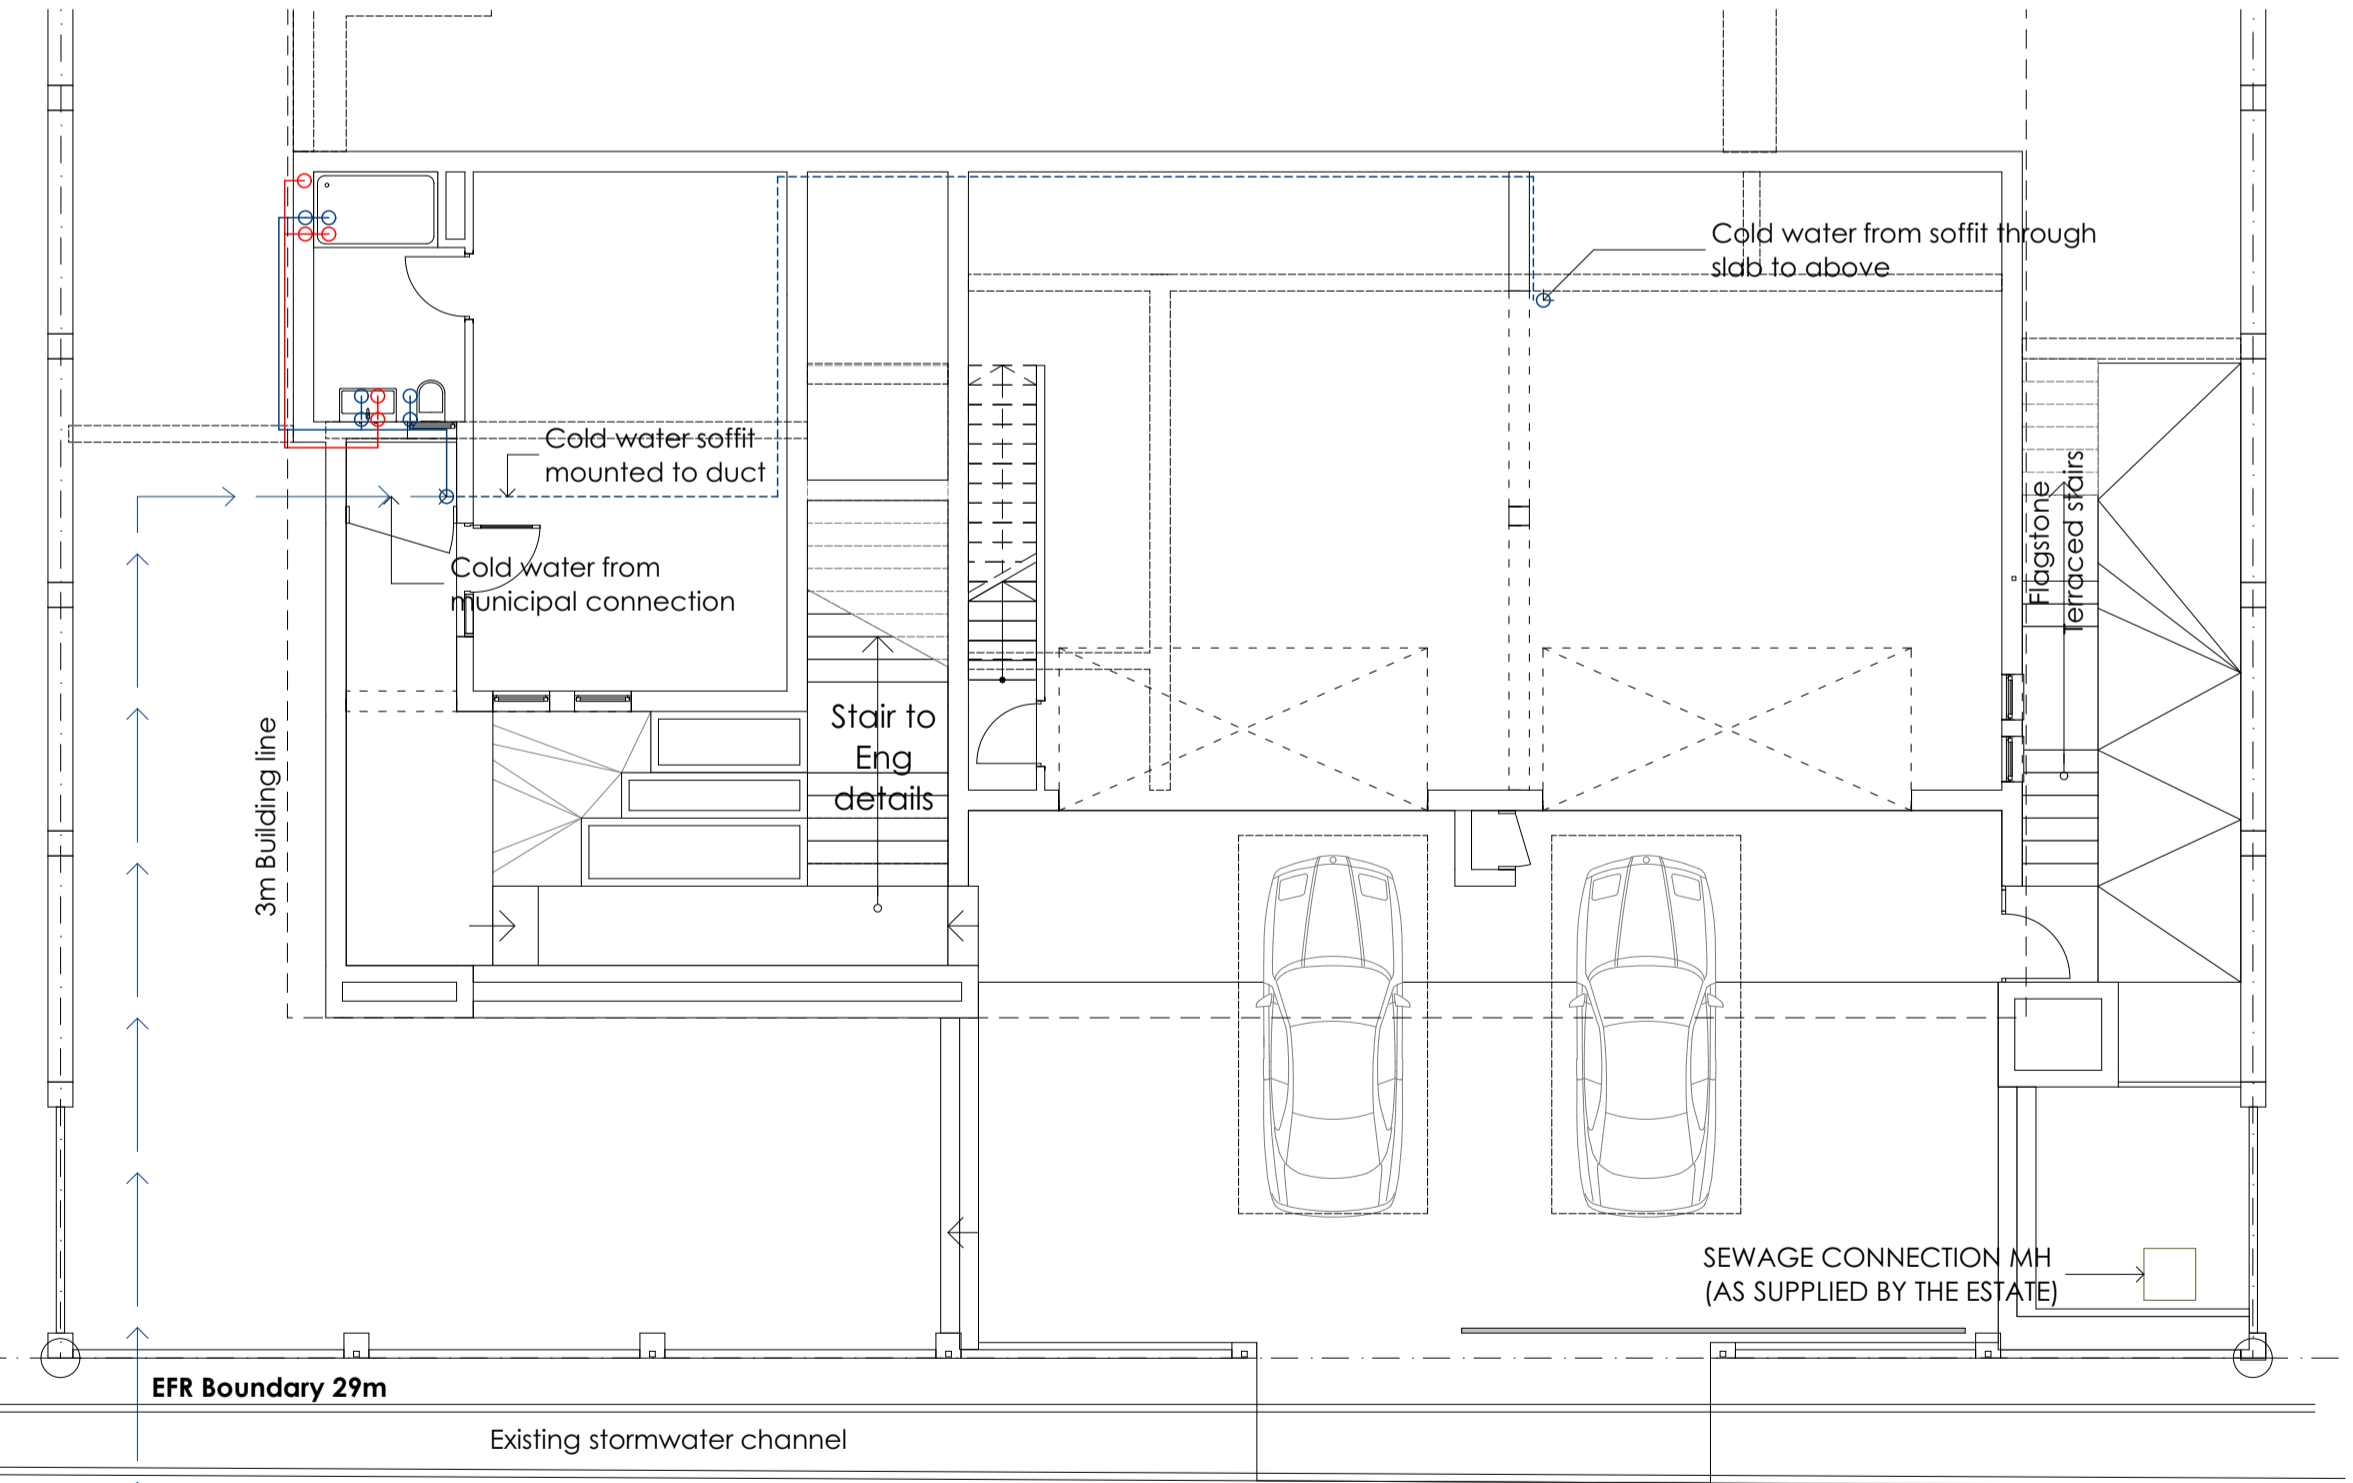 Cold water from soffit through
slab to above
Cold water soffit
mounted to duct
Cold water from
municipal connection
Flagstone
Terraced stairs
3m Building line
Stair to
Eng
details
SEWAGE CONNECTION MH
(AS SUPPLIED BY THE ESTATE)
EFR Boundary 29m
Existing stormwater channel